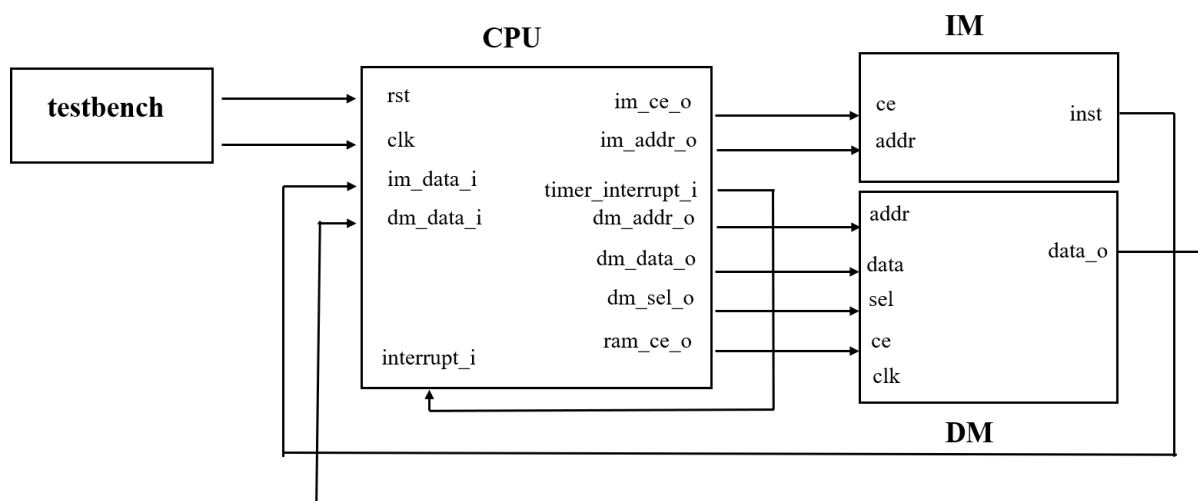 CPU
IM
testbench
rst
clk
im_data_i
dm_data_i
interrupt_i
im_ce_o
im_addr_o
timer_interrupt_i
dm_addr_o
dm_data_o
dm_sel_o
ram_ce_o
ce
addr
inst
addr
data
sel
ce
clk
data_o
DM